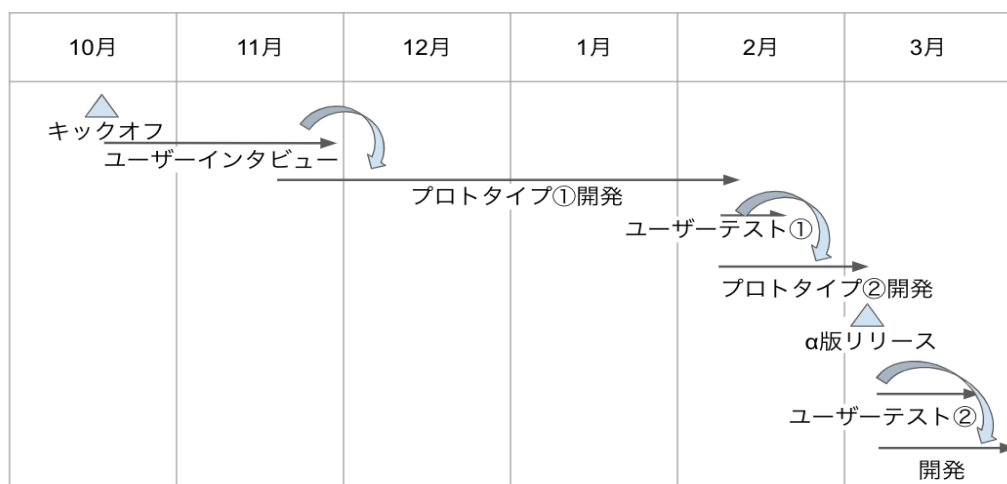 10月 11月 12月 1月 2月 3月
キックオフ
ユーザーインタビュー
プロトタイプ①開発
ユーザーテスト①
プロトタイプ②開発
α版リリース
ユーザーテスト②
開発